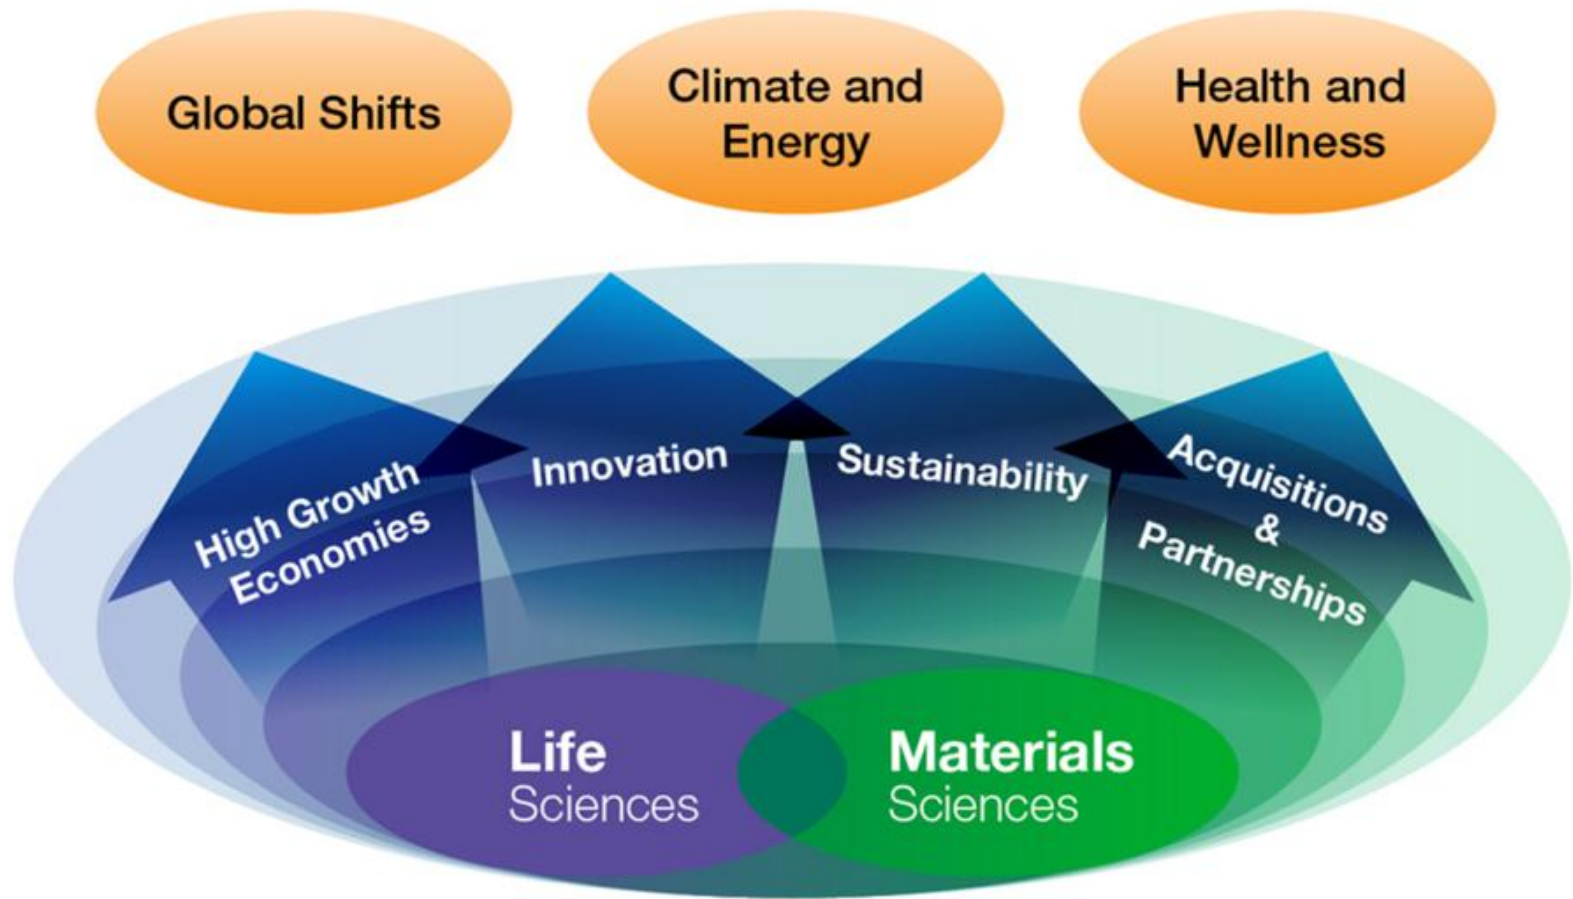 Global Shifts
Climate and
Energy
Health and
Wellness
High Growth
Economies
Innovation
Sustainability
Acquisitions
&
Partnerships
Life
Sciences
Materials
Sciences